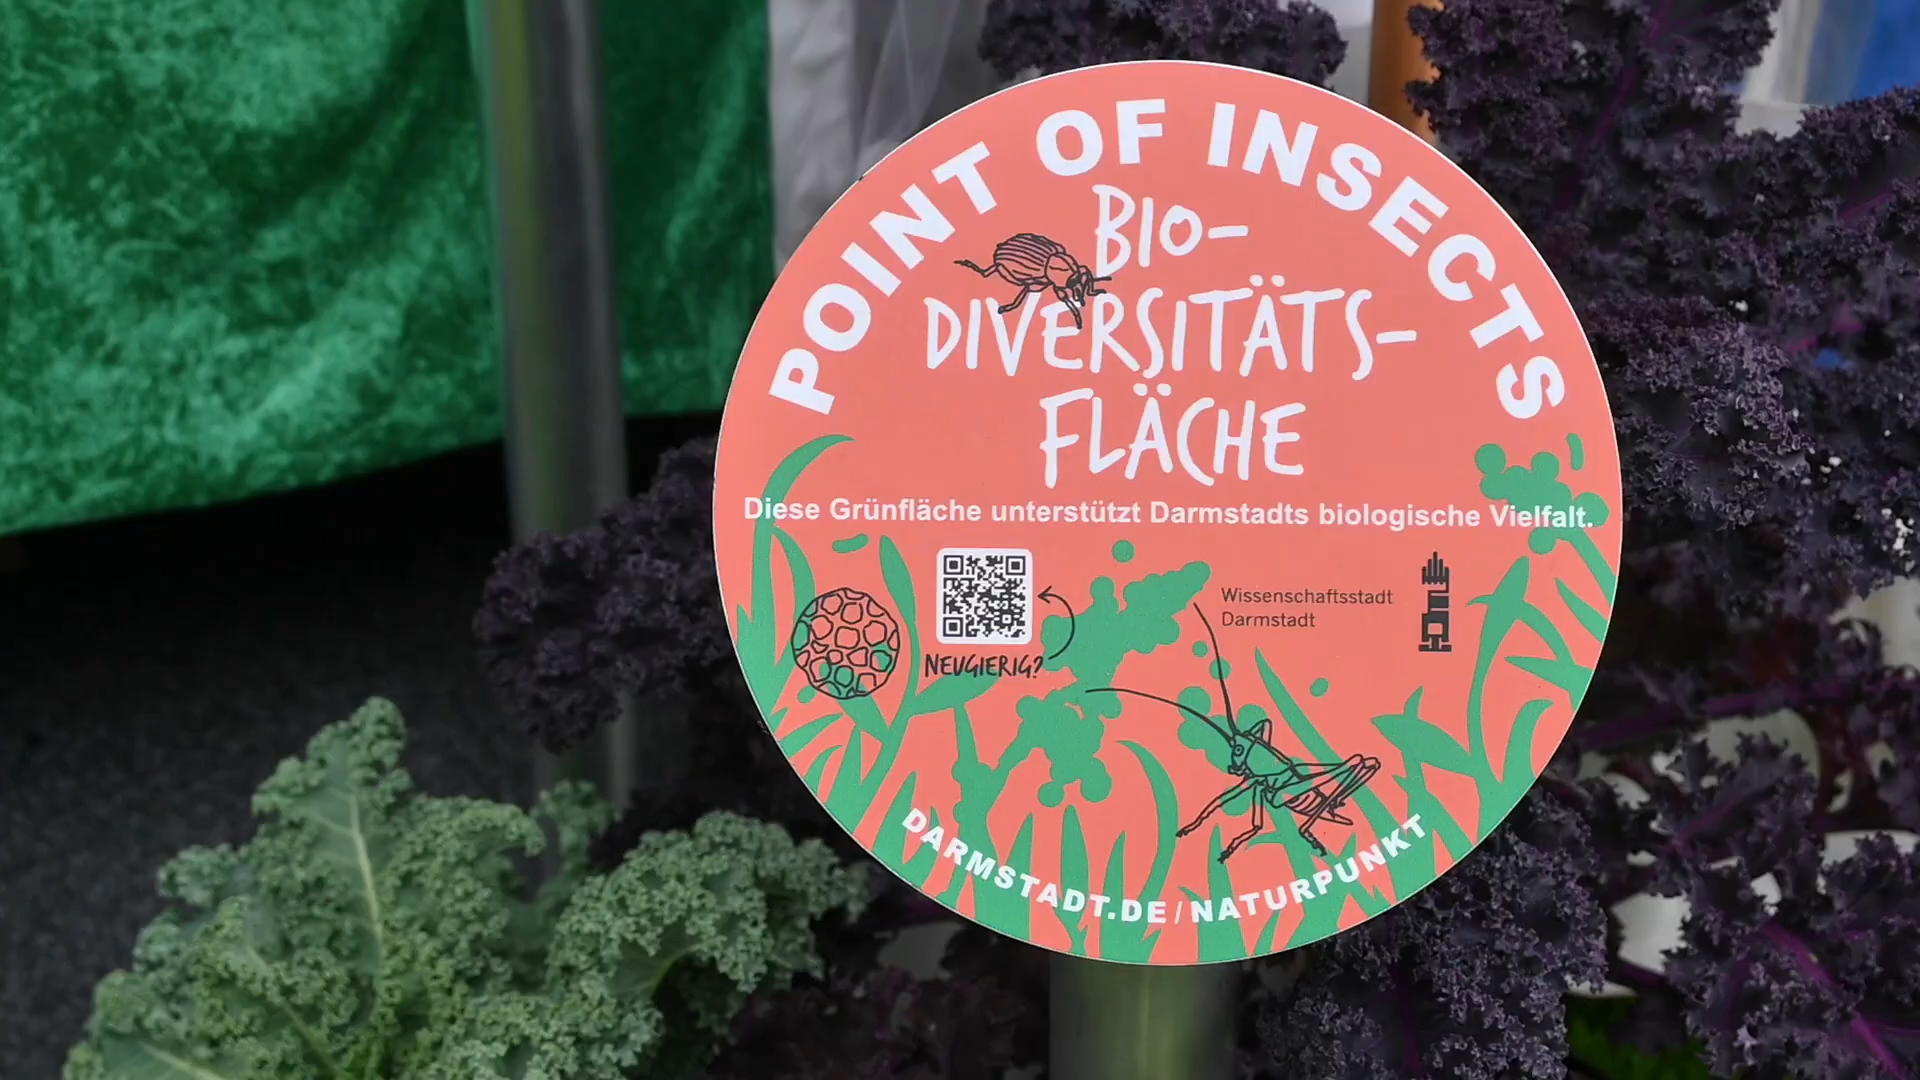 POINT OF INSECTS
BIO-
DIVERSITÄTS-
FLÄCHE
Diese Grünfläche unterstützt Darmstadts biologische Vielfalt.
NEUGIERIG?
Wissenschaftsstadt
Darmstadt
DARMSTADT.DE/NATURPUNKT